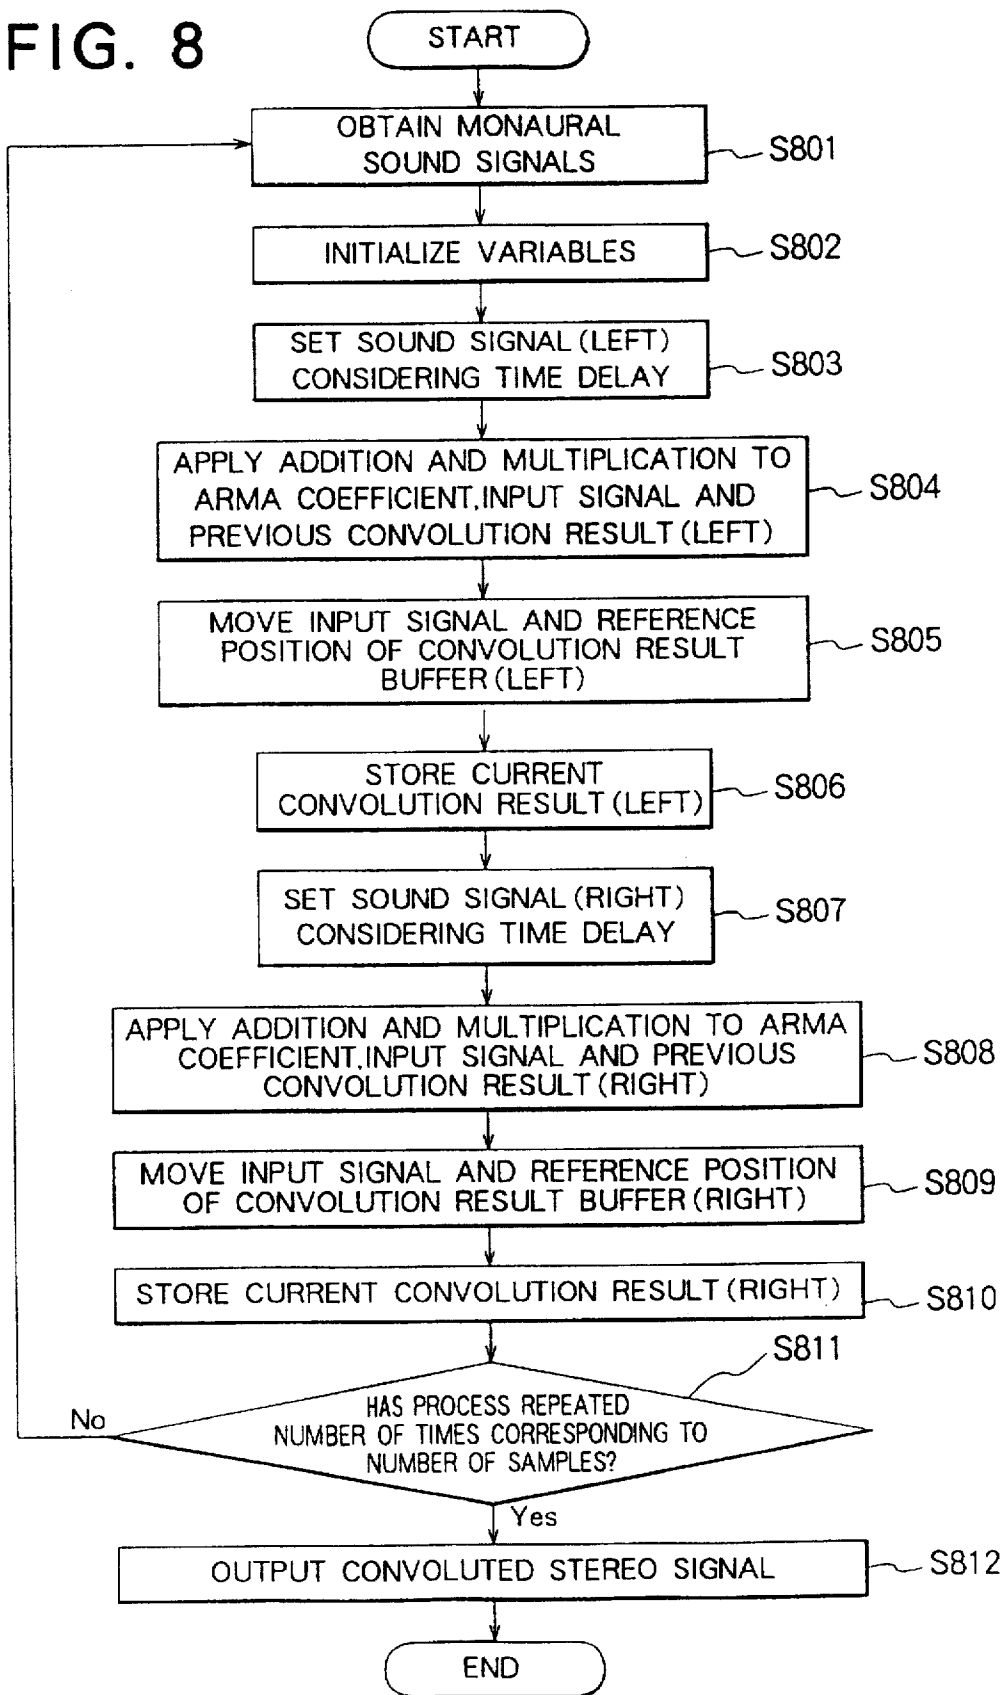 FIG. 8
START
OBTAIN MONAURAL
SOUND SIGNALS
S801
INITIALIZE VARIABLES
S802
SET SOUND SIGNAL (LEFT)
CONSIDERING TIME DELAY
S803
APPLY ADDITION AND MULTIPLICATION TO
ARMA COEFFICIENT, INPUT SIGNAL AND
PREVIOUS CONVOLUTION RESULT (LEFT)
S804
MOVE INPUT SIGNAL AND REFERENCE
POSITION OF CONVOLUTION RESULT
BUFFER (LEFT)
S805
STORE CURRENT
CONVOLUTION RESULT (LEFT)
S806
SET SOUND SIGNAL (RIGHT)
CONSIDERING TIME DELAY
S807
APPLY ADDITION AND MULTIPLICATION TO ARMA
COEFFICIENT, INPUT SIGNAL AND PREVIOUS
CONVOLUTION RESULT (RIGHT)
S808
MOVE INPUT SIGNAL AND REFERENCE POSITION
OF CONVOLUTION RESULT BUFFER (RIGHT)
S809
STORE CURRENT CONVOLUTION RESULT (RIGHT)
S810
S811
HAS PROCESS REPEATED
NUMBER OF TIMES CORRESPONDING TO
NUMBER OF SAMPLES?
No
Yes
OUTPUT CONVOLUTED STEREO SIGNAL
S812
END